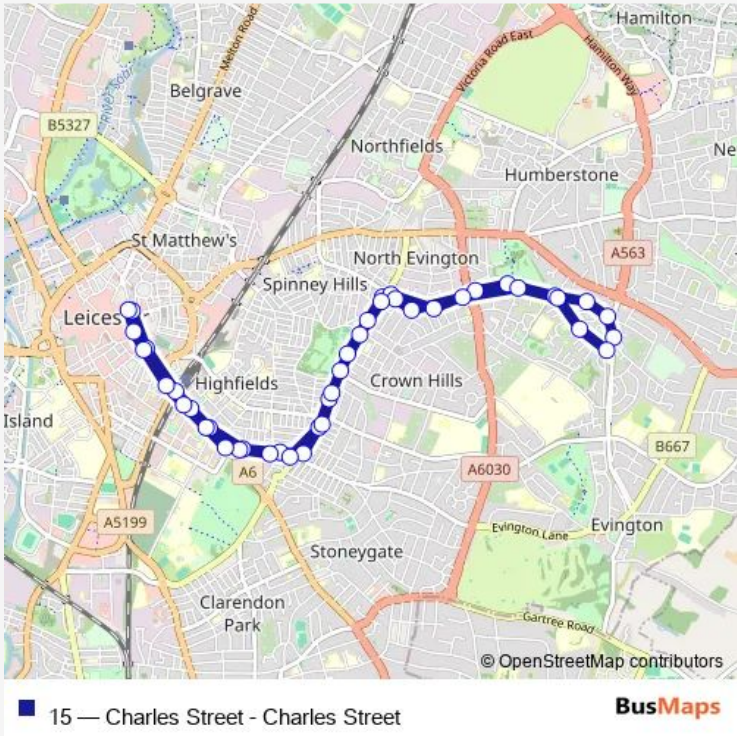 Hamilton
Melton Road
Victoria Road East
Hamilton Way
River Soar
Belgrave
B5327
Northfields
Ne
Humberstone
St Matthew's
North Evington
A563
Spinney Hills
Leices
r
Highfields
Crown Hills
Island
B667
A6
A6030
A5199
Evington
Evington Lane
Stoneygate
Clarendon
Park
Gartree Road
© OpenStreetMap contributors
15 — Charles Street - Charles Street
BusMaps